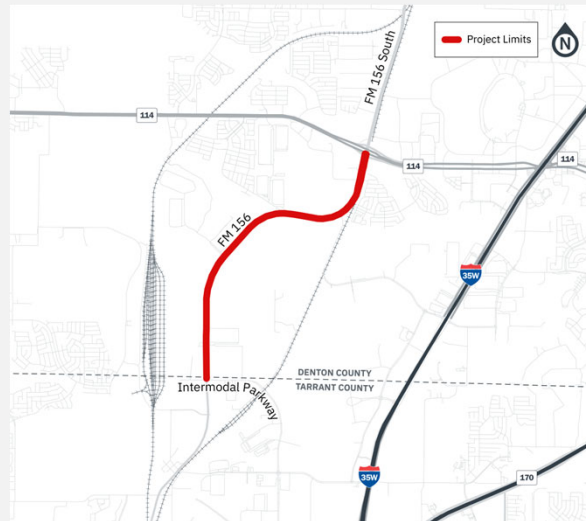 Project Limits
N
FM 156 South
114
114
114
FM 156
35W
DENTON COUNTY
TARRANT COUNTY
Intermodal Parkway
35W
170